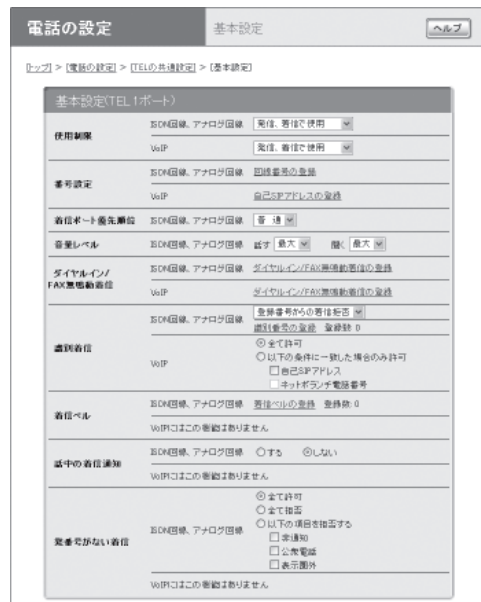 電話の設定
基本設定
ヘルプ
[トップ] > [電話の設定] > [TELの共通設定] > [基本設定]
基本設定(TEL 1ポート)
使用制限
ISDN回線、アナログ回線 発信、着信で使用
VoIP 発信、着信で使用
番号設定
ISDN回線、アナログ回線 回線番号の登録
VoIP 自己SIPアドレスの登録
着信ポート優先順位 ISDN回線、アナログ回線 普通
音量レベル ISDN回線、アナログ回線 話す 最大 聞く 最大
ダイヤルイン/
FAX無鳴動着信
ISDN回線、アナログ回線 ダイヤルイン/FAX無鳴動着信の登録
VoIP ダイヤルイン/FAX無鳴動着信の登録
識別着信
ISDN回線、アナログ回線 登録番号からの着信拒否
識別番号の登録 登録数 0
VoIP
全て許可
以下の条件に一致した場合のみ許可
自己SIPアドレス
ネットボランチ電話番号
着信ベル
ISDN回線、アナログ回線 着信ベルの登録 登録数 0
VoIPにはこの機能はありません
話中の着信通知
ISDN回線、アナログ回線 する しない
VoIPにはこの機能はありません
発番号がない着信
ISDN回線、アナログ回線
全て許可
全て拒否
以下の項目を拒否する
非通知
公衆電話
表示圏外
VoIPにはこの機能はありません